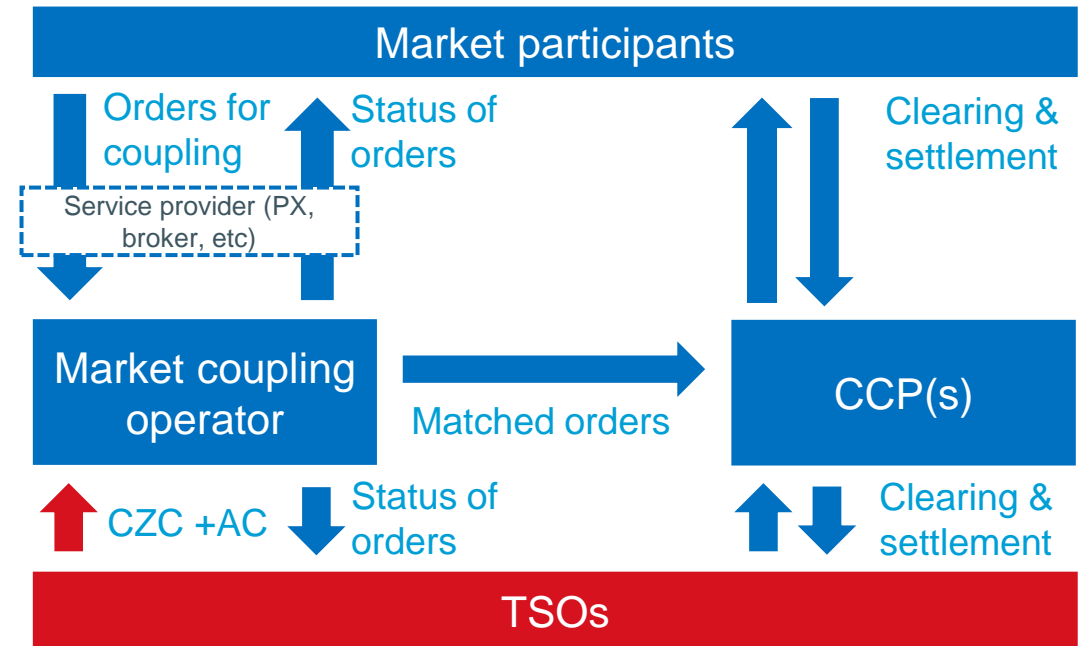 Market participants
Orders for
coupling
Status of
orders
Clearing &
settlement
Service provider (PX,
broker, etc)
Market coupling
operator
Matched orders
CCP(s)
CZC +AC
Status of
orders
Clearing &
settlement
TSOs